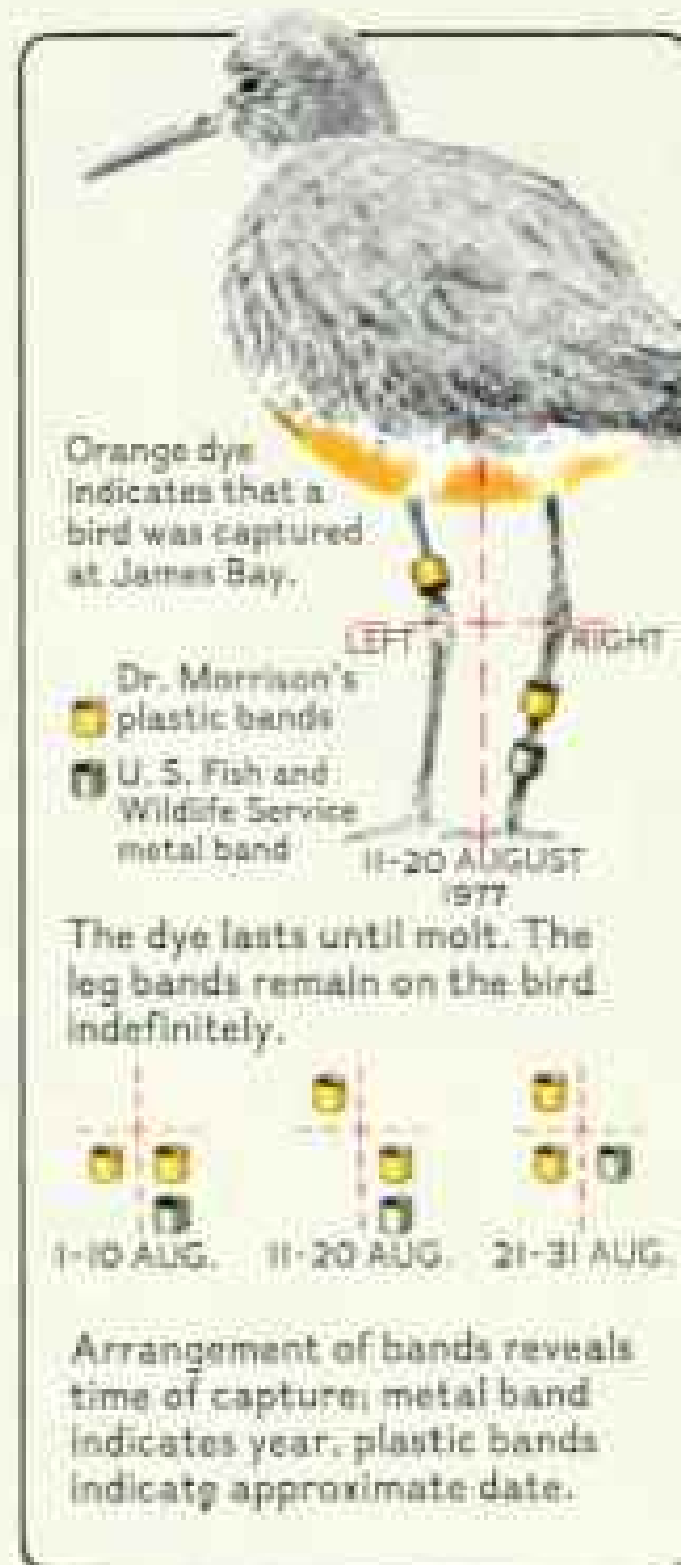 Orange dye
indicates that a
bird was captured
at James Bay.
LEFT
RIGHT
Dr. Morrison's
plastic bands
U. S. Fish and
Wildlife Service
metal band
11-20 AUGUST
1977
The dye lasts until molt. The
leg bands remain on the bird
indefinitely.
1-10 AUG.
11-20 AUG.
21-31 AUG.
Arrangement of bands reveals
time of capture; metal band
indicates year, plastic bands
indicate approximate date.